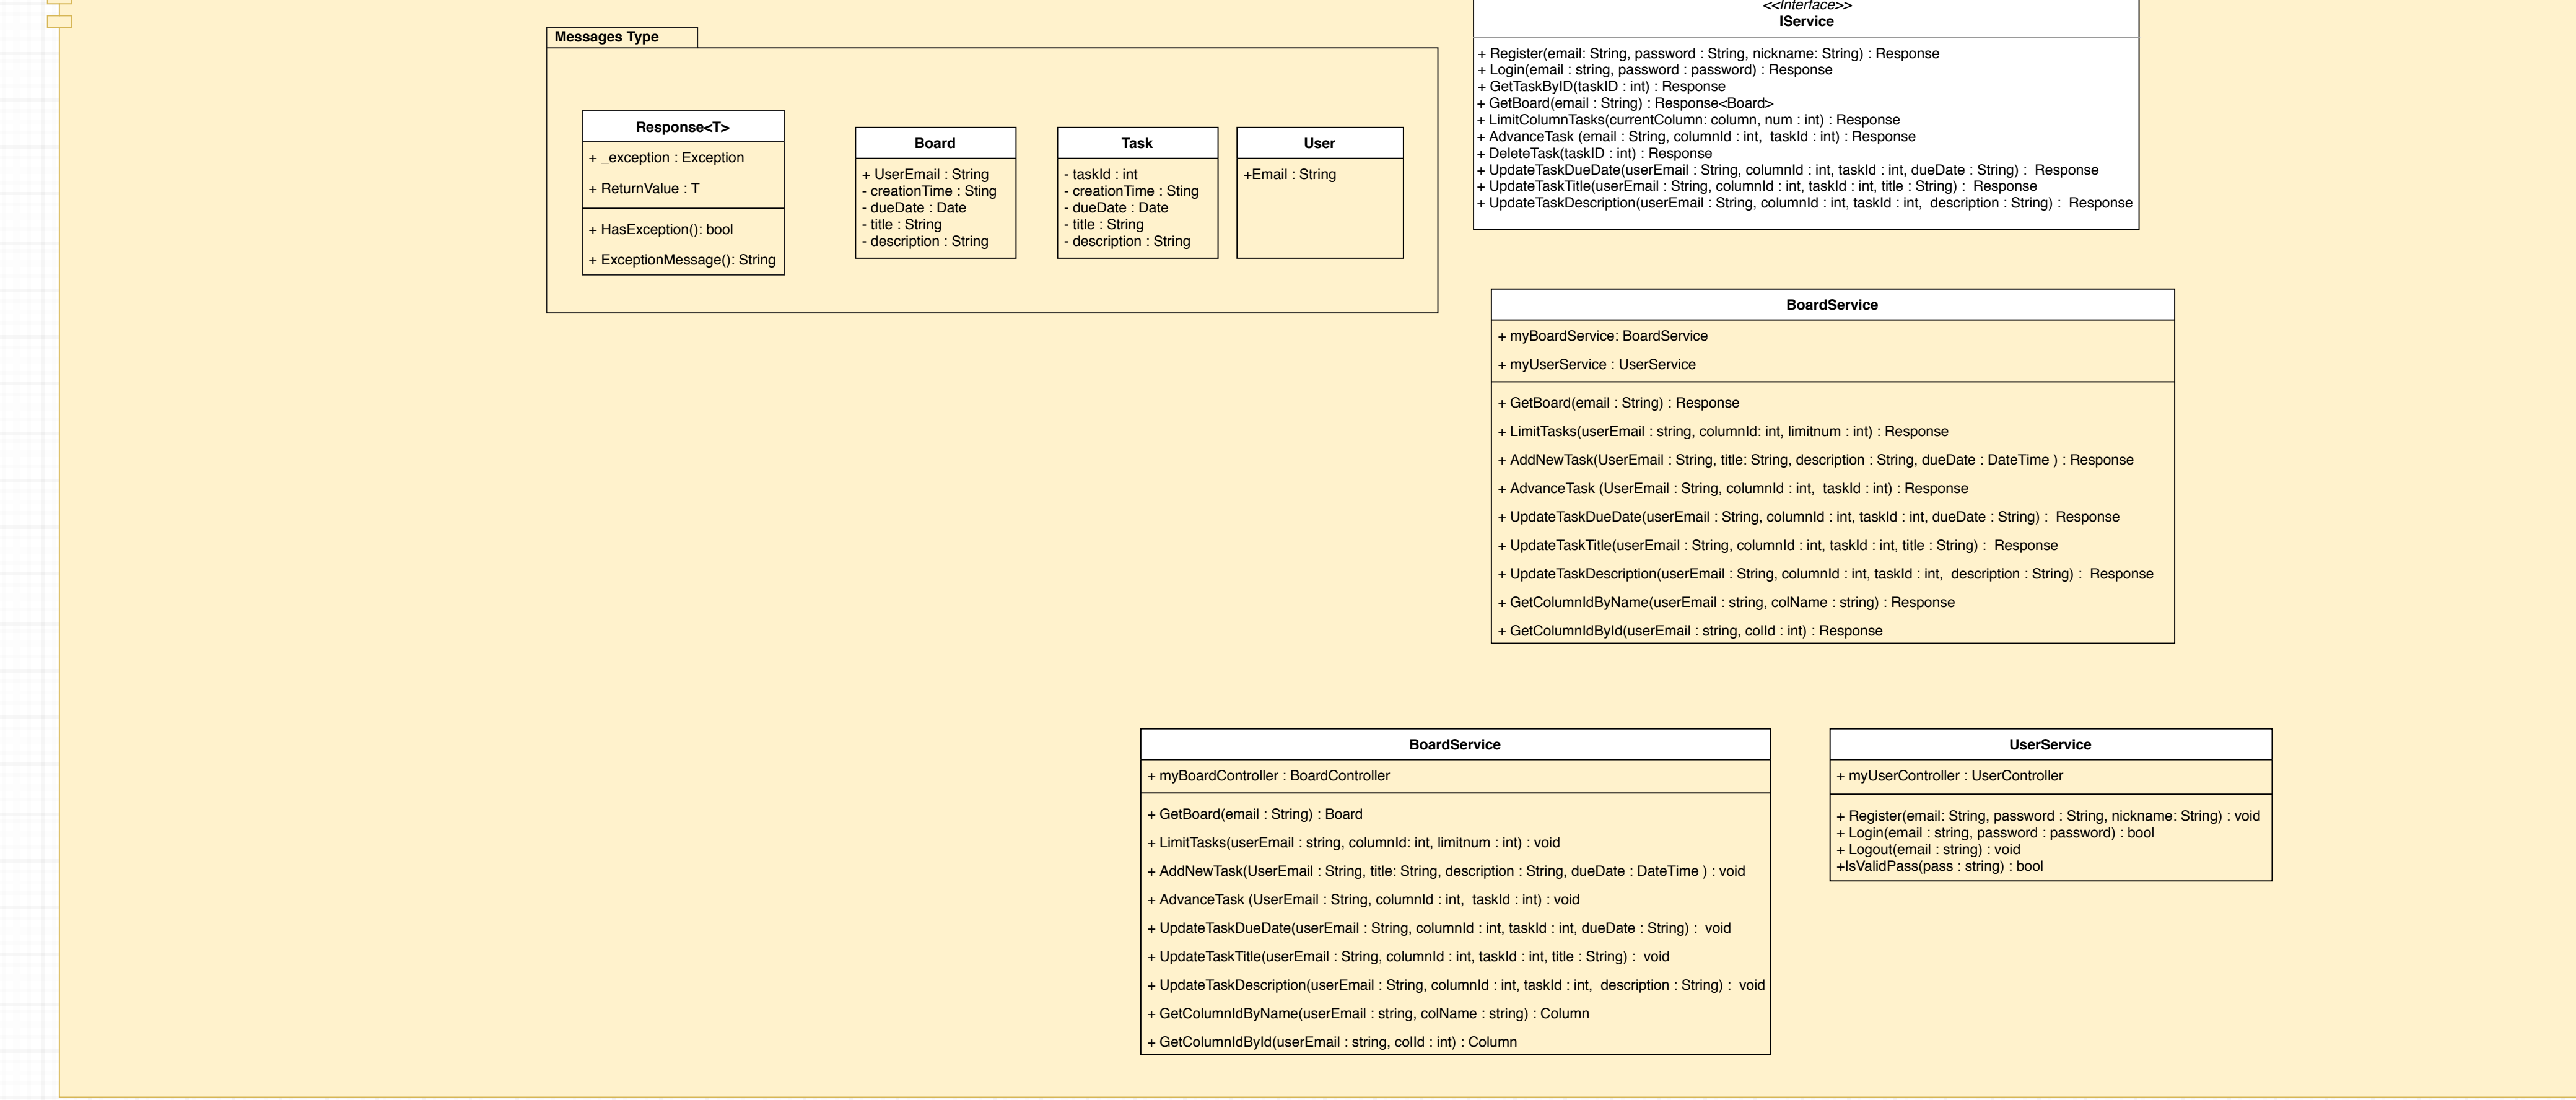 Messages Type
Response<T>
+ _exception : Exception
+ ReturnValue : T
+ HasException(): bool
+ ExceptionMessage(): String
Board
+ UserEmail : String
- creationTime : Sting
- dueDate : Date
- title : String
- description : String
Task
- taskId : int
- creationTime : Sting
- dueDate : Date
- title : String
- description : String
User
+Email : String
<<Interface>>
IService
+ Register(email: String, password : String, nickname: String) : Response
+ Login(email : string, password : password) : Response
+ GetTaskByID(taskID : int) : Response
+ GetBoard(email : String) : Response<Board>
+ LimitColumnTasks(currentColumn: column, num : int) : Response
+ AdvanceTask (email : String, columnId : int,  taskId : int) : Response
+ DeleteTask(taskID : int) : Response
+ UpdateTaskDueDate(userEmail : String, columnId : int, taskId : int, dueDate : String) :  Response
+ UpdateTaskTitle(userEmail : String, columnId : int, taskId : int, title : String) :  Response
+ UpdateTaskDescription(userEmail : String, columnId : int, taskId : int,  description : String) :  Response
BoardService
+ myBoardService: BoardService
+ myUserService : UserService
+ GetBoard(email : String) : Response
+ LimitTasks(userEmail : string, columnId: int, limitnum : int) : Response
+ AddNewTask(UserEmail : String, title: String, description : String, dueDate : DateTime ) : Response
+ AdvanceTask (UserEmail : String, columnId : int,  taskId : int) : Response
+ UpdateTaskDueDate(userEmail : String, columnId : int, taskId : int, dueDate : String) :  Response
+ UpdateTaskTitle(userEmail : String, columnId : int, taskId : int, title : String) :  Response
+ UpdateTaskDescription(userEmail : String, columnId : int, taskId : int,  description : String) :  Response
+ GetColumnIdByName(userEmail : string, colName : string) : Response
+ GetColumnIdById(userEmail : string, colId : int) : Response
BoardService
+ myBoardController : BoardController
+ GetBoard(email : String) : Board
+ LimitTasks(userEmail : string, columnId: int, limitnum : int) : void
+ AddNewTask(UserEmail : String, title: String, description : String, dueDate : DateTime ) : void
+ AdvanceTask (UserEmail : String, columnId : int,  taskId : int) : void
+ UpdateTaskDueDate(userEmail : String, columnId : int, taskId : int, dueDate : String) :  void
+ UpdateTaskTitle(userEmail : String, columnId : int, taskId : int, title : String) :  void
+ UpdateTaskDescription(userEmail : String, columnId : int, taskId : int,  description : String) :  void
+ GetColumnIdByName(userEmail : string, colName : string) : Column
+ GetColumnIdById(userEmail : string, colId : int) : Column
UserService
+ myUserController : UserController
+ Register(email: String, password : String, nickname: String) : void
+ Login(email : string, password : password) : bool
+ Logout(email : string) : void
+IsValidPass(pass : string) : bool